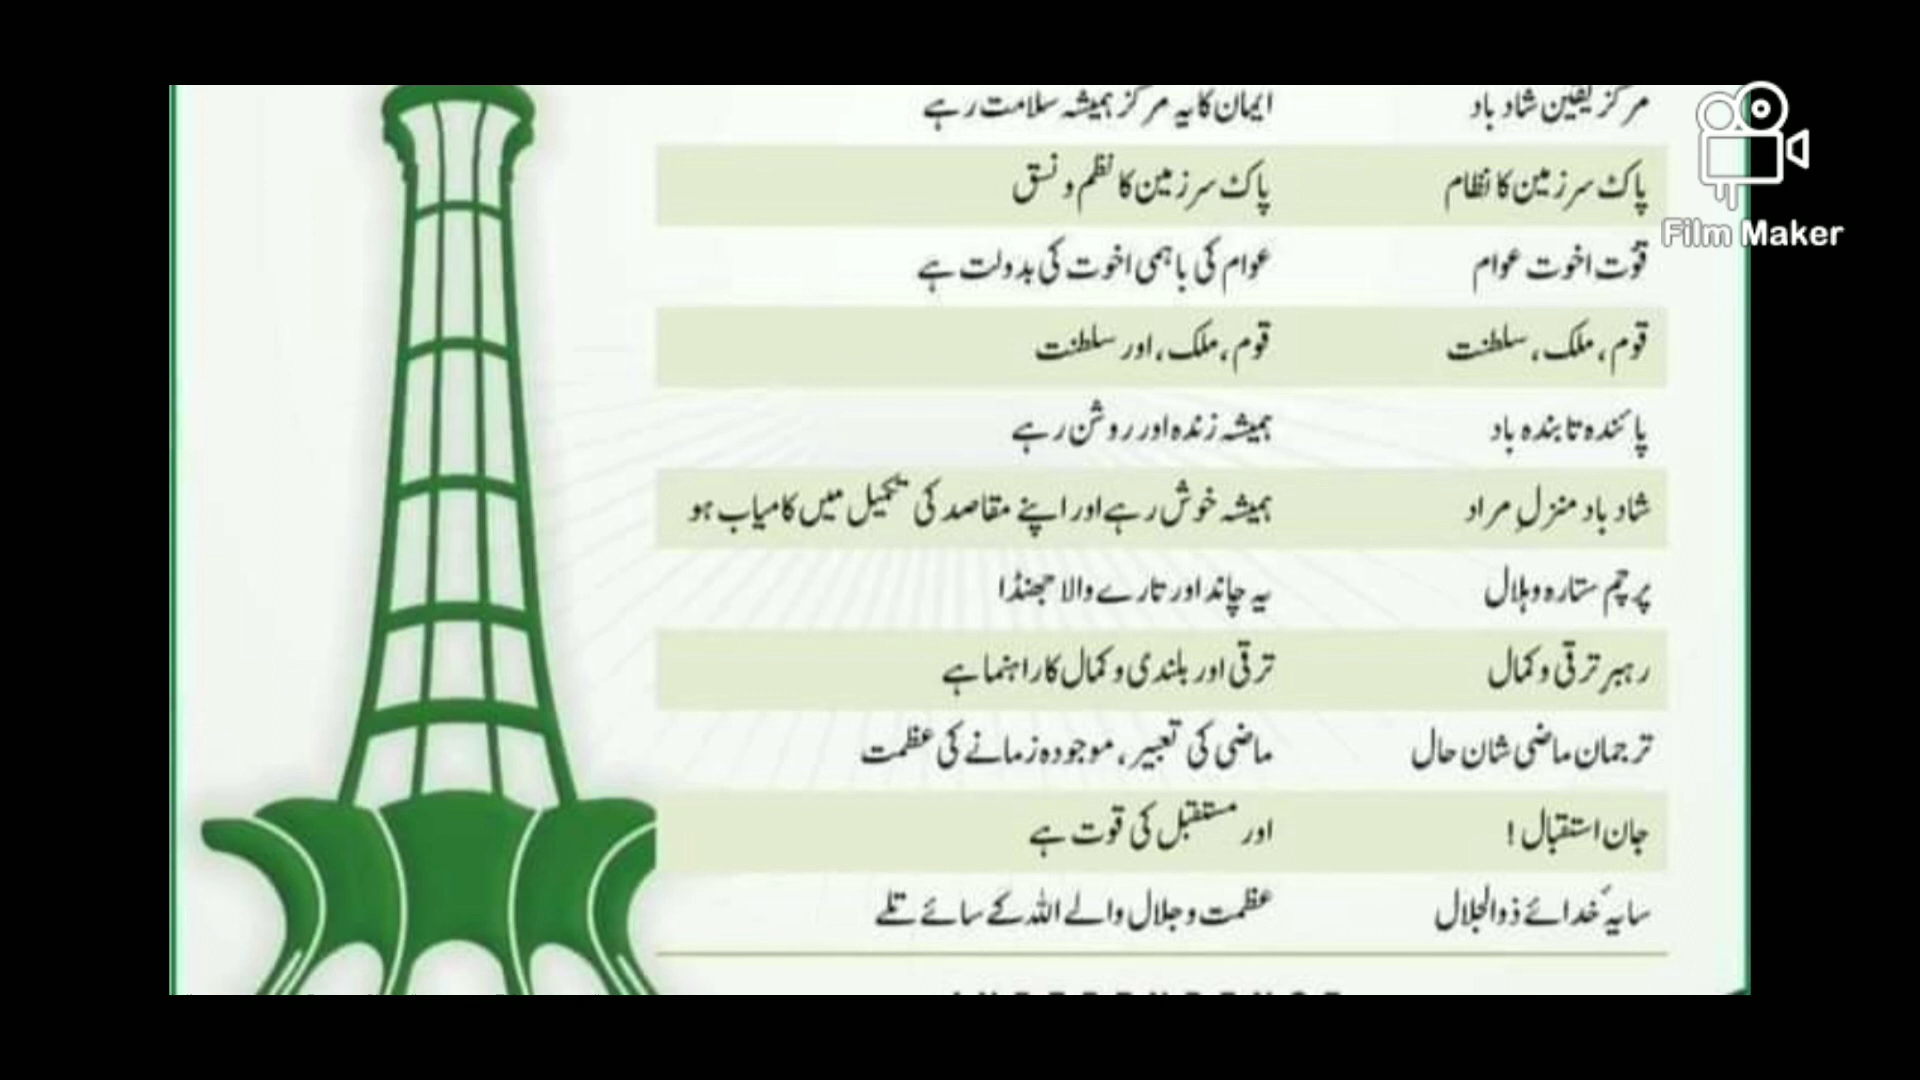 مرکز یقین شاد باد ایمان کا یہ مرکز ہمیشہ سلامت رہے
پاک سرزمین کا نظام پاک سرزمین کا نظم و نسق
قوّت اخوت عوام عوام کی باہمی اخوت کی بدولت ہے
قوم، ملک، سلطنت قوم، ملک، اور سلطنت
پائندہ تابندہ باد ہمیشہ زندہ اور روشن رہے
شاد باد منزلِ مراد ہمیشہ خوش رہے اور اپنے مقاصد کی تکمیل میں کامیاب ہو
پرچم ستارہ و ہلال یہ چاند اور تارے والا جھنڈا
رہبرِ ترقی و کمال ترقی اور بلندی و کمال کا راہنما ہے
ترجمان ماضی شان حال ماضی کی تعبیر، موجودہ زمانے کی عظمت
جان استقبال! اور مستقبل کی قوت ہے
سایۂ خدائے ذوالجلال عظمت و جلال والے اللہ کے سائے تلے
Film Maker